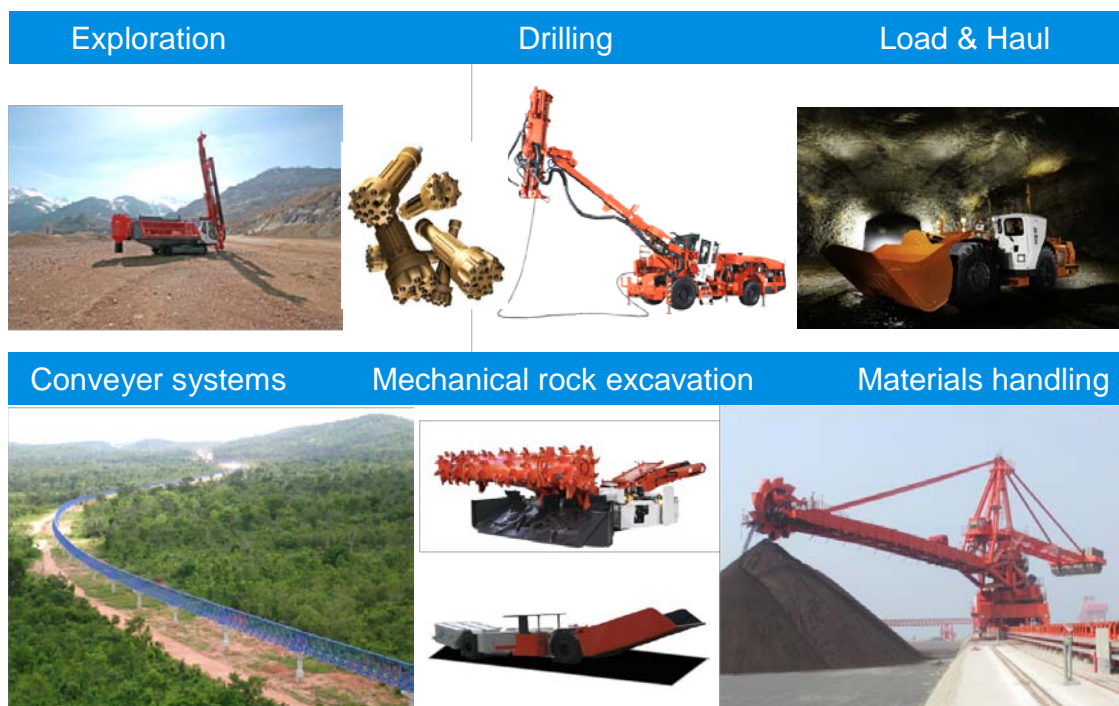 Exploration
Drilling
Load & Haul
Conveyer systems
Mechanical rock excavation
Materials handling